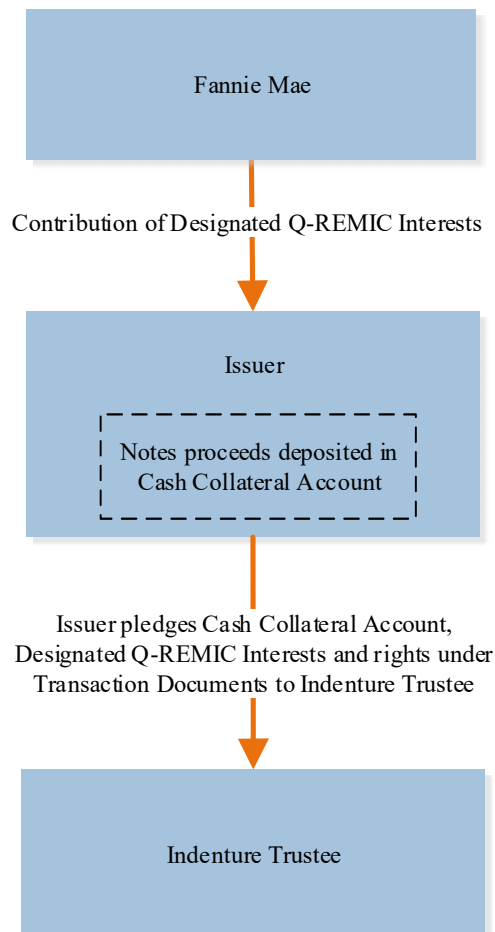 Fannie Mae
Contribution of Designated Q-REMIC Interests
Issuer
Notes proceeds deposited in
Cash Collateral Account
Issuer pledges Cash Collateral Account,
Designated Q-REMIC Interests and rights under
Transaction Documents to Indenture Trustee
Indenture Trustee